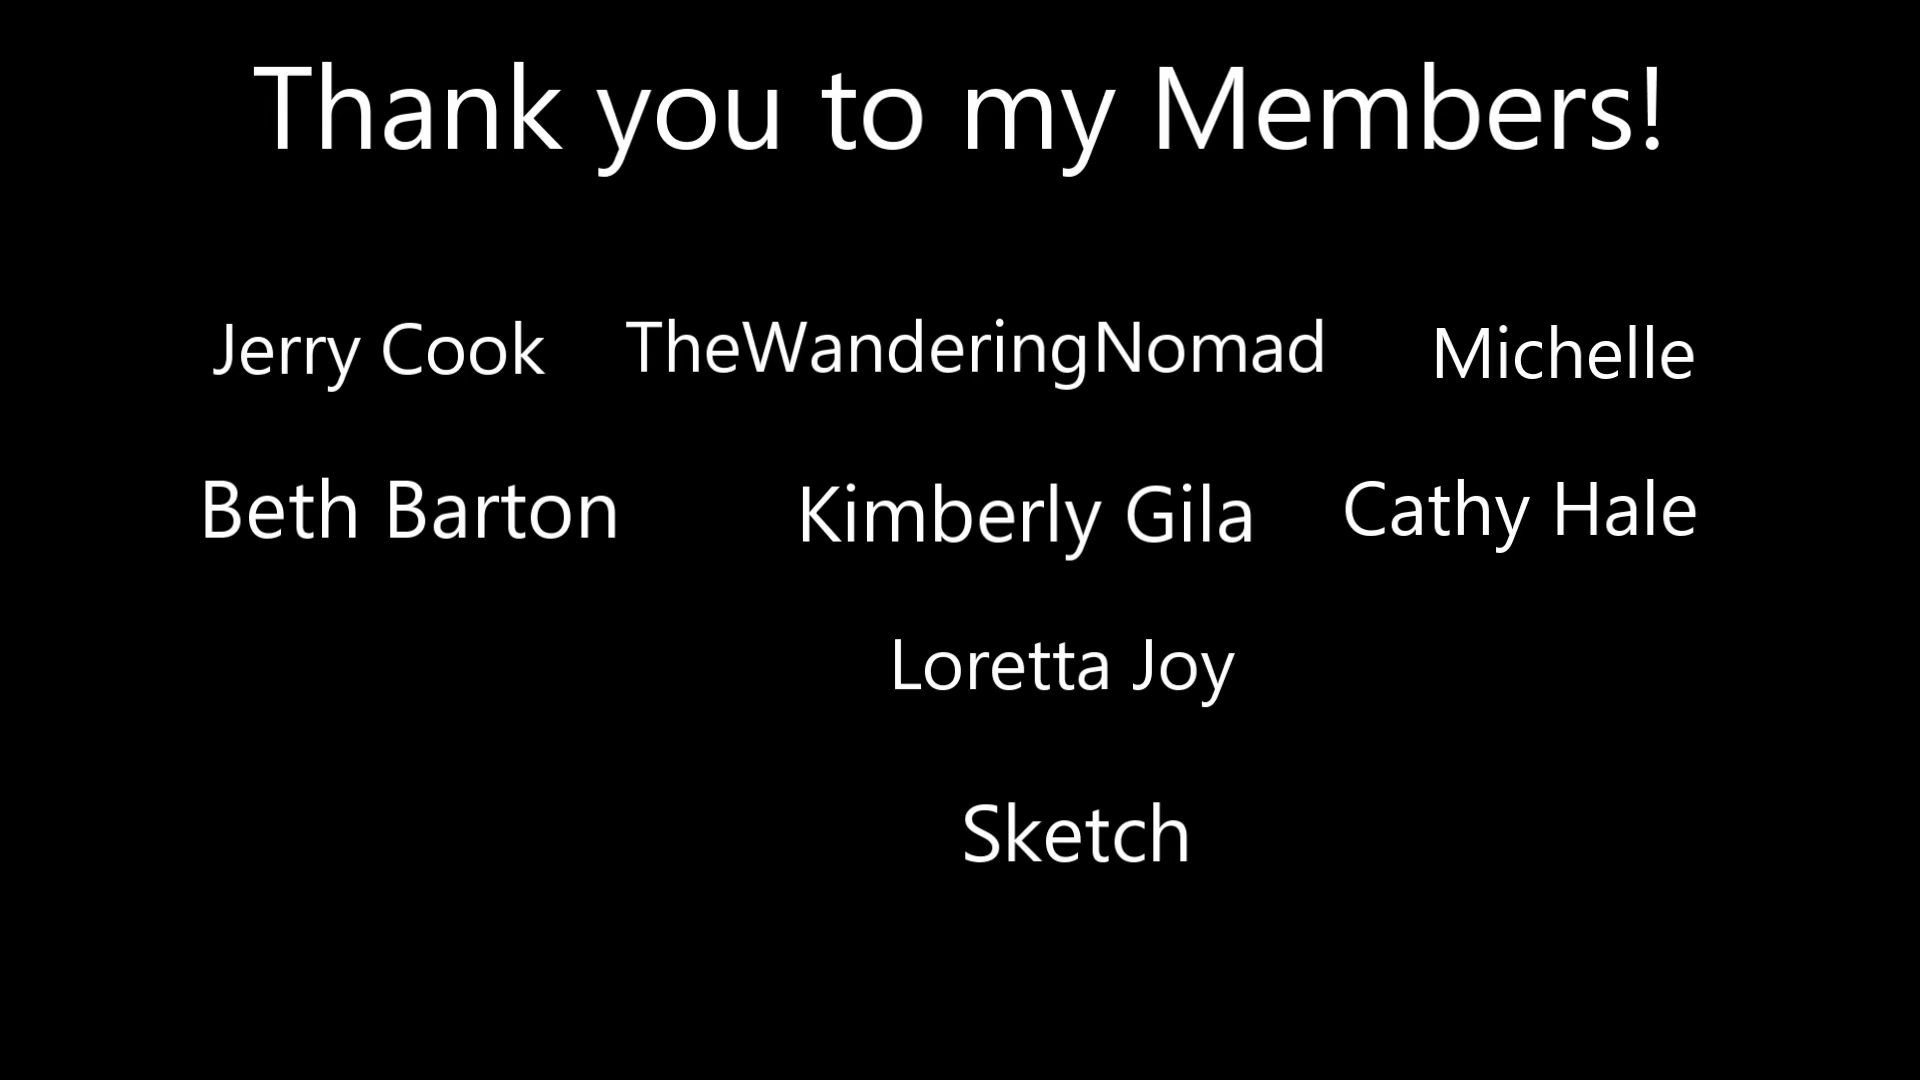 Thank you to my Members!
Jerry Cook TheWanderingNomad Michelle
Beth Barton Kimberly Gila Cathy Hale
Loretta Joy
Sketch